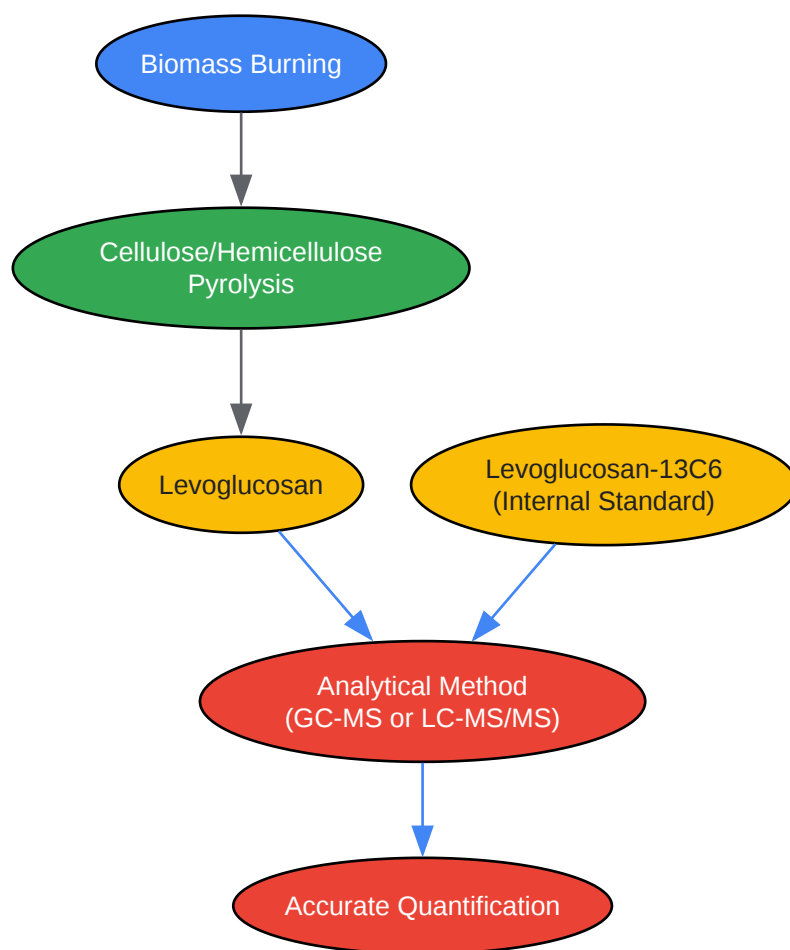 Biomass Burning
Cellulose/Hemicellulose
Pyrolysis
Levoglucosan
Levoglucosan-13C6
(Internal Standard)
Analytical Method
(GC-MS or LC-MS/MS)
Accurate Quantification